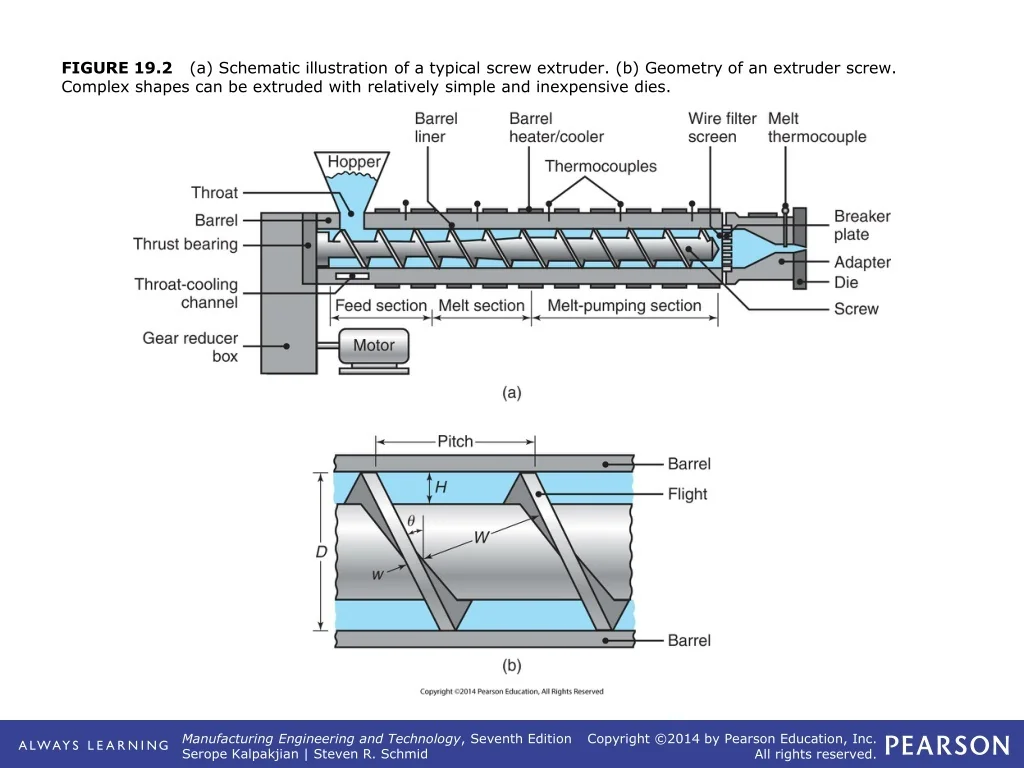 FIGURE 19.2 (a) Schematic illustration of a typical screw extruder. (b) Geometry of an extruder screw.
Complex shapes can be extruded with relatively simple and inexpensive dies.
Barrel
liner
Barrel
heater/cooler
Wire filter
screen
Melt
thermocouple
Hopper
Thermocouples
Throat
Barrel
Thrust bearing
Throat-cooling
channel
Gear reducer
box
Breaker
plate
Adapter
Die
Screw
Feed section
Melt section
Melt-pumping section
Motor
(a)
Pitch
Barrel
H
Flight
θ
W
D
w
Barrel
(b)
Copyright ©2014 Pearson Education, All Rights Reserved
ALWAYS LEARNING
Manufacturing Engineering and Technology, Seventh Edition
Serope Kalpakjian | Steven R. Schmid
Copyright ©2014 by Pearson Education, Inc.
All rights reserved.
PEARSON